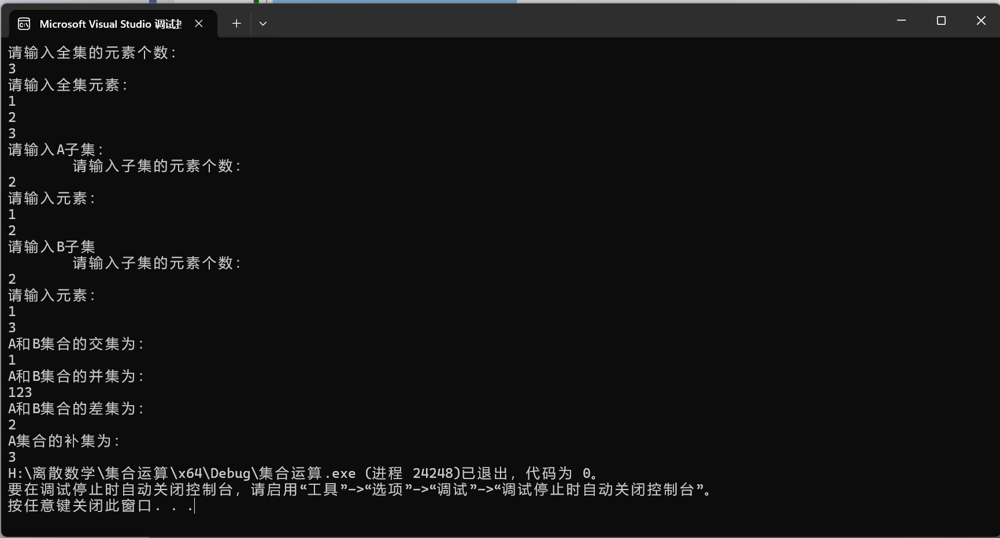 Microsoft Visual Studio 调试控
请输入全集的元素个数：
3
请输入全集元素：
1
2
3
请输入A子集：
请输入子集的元素个数：
2
请输入元素：
1
2
请输入B子集
请输入子集的元素个数：
2
请输入元素：
1
3
A和B集合的交集为：
1
A和B集合的并集为：
123
A和B集合的差集为：
2
A集合的补集为：
3
H:\离散数学\集合运算\x64\Debug\集合运算.exe (进程 24248)已退出，代码为 0。
要在调试停止时自动关闭控制台，请启用“工具”->“选项”->“调试”->“调试停止时自动关闭控制台”。
按任意键关闭此窗口. . .